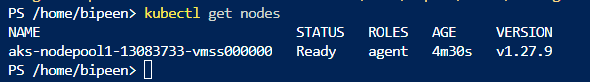 PS /home/bipeen> kubectl get nodes
NAME STATUS ROLES AGE VERSION
aks-nodepool1-13083733-vmss000000 Ready agent 4m30s v1.27.9
PS /home/bipeen>